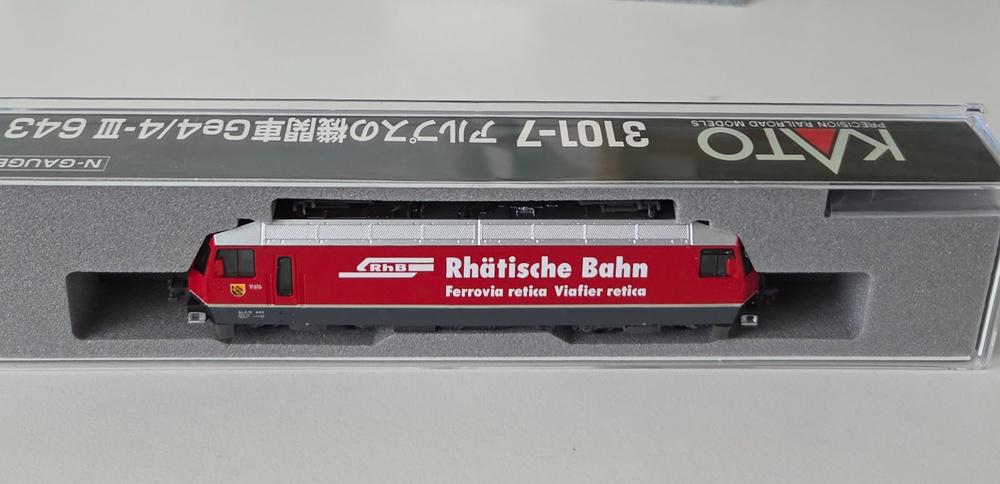 KATO
PRECISION RAILROAD MODELS
3101-7 アルプスの機関車Ge4/4-Ⅲ 643
N-GAUGE
RhB
Rhätische Bahn
Ferrovia retica Viafier retica
Vals